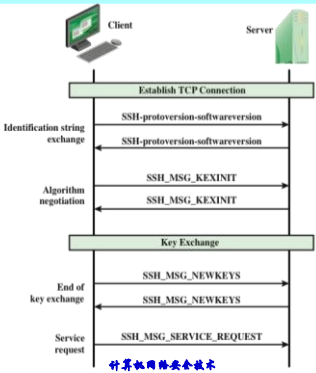 Client
Server
Establish TCP Connection
SSH-protoversion-softwareversion
Identification string
exchange
SSH-protoversion-softwareversion
SSH_MSG_KEXINIT
Algorithm
negotiation
SSH_MSG_KEXINIT
Key Exchange
SSH_MSG_NEWKEYS
End of
key exchange
SSH_MSG_NEWKEYS
Service
request
SSH_MSG_SERVICE_REQUEST
计算机网络安全技术